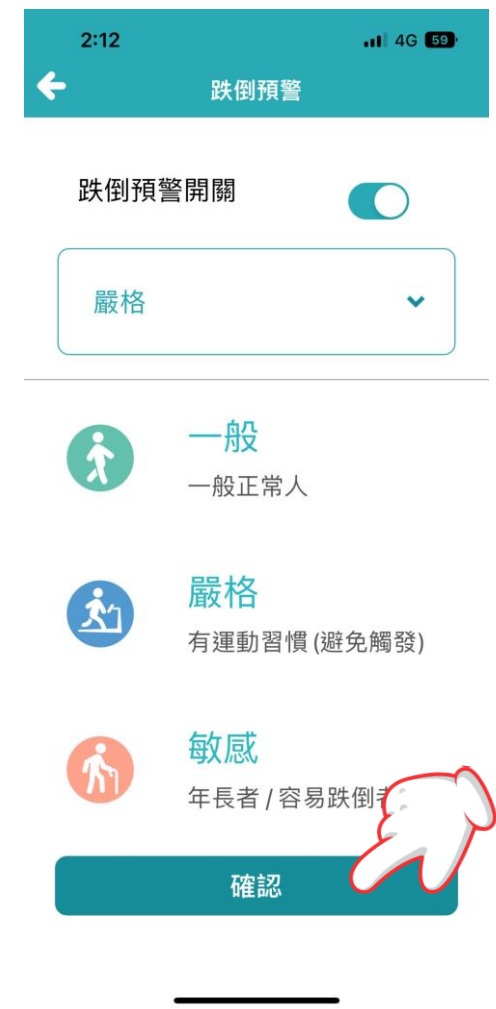 2:12
4G 59
跌倒預警
跌倒預警開關
嚴格
一般
一般正常人
嚴格
有運動習慣 (避免觸發)
敏感
年長者 / 容易跌倒
確認